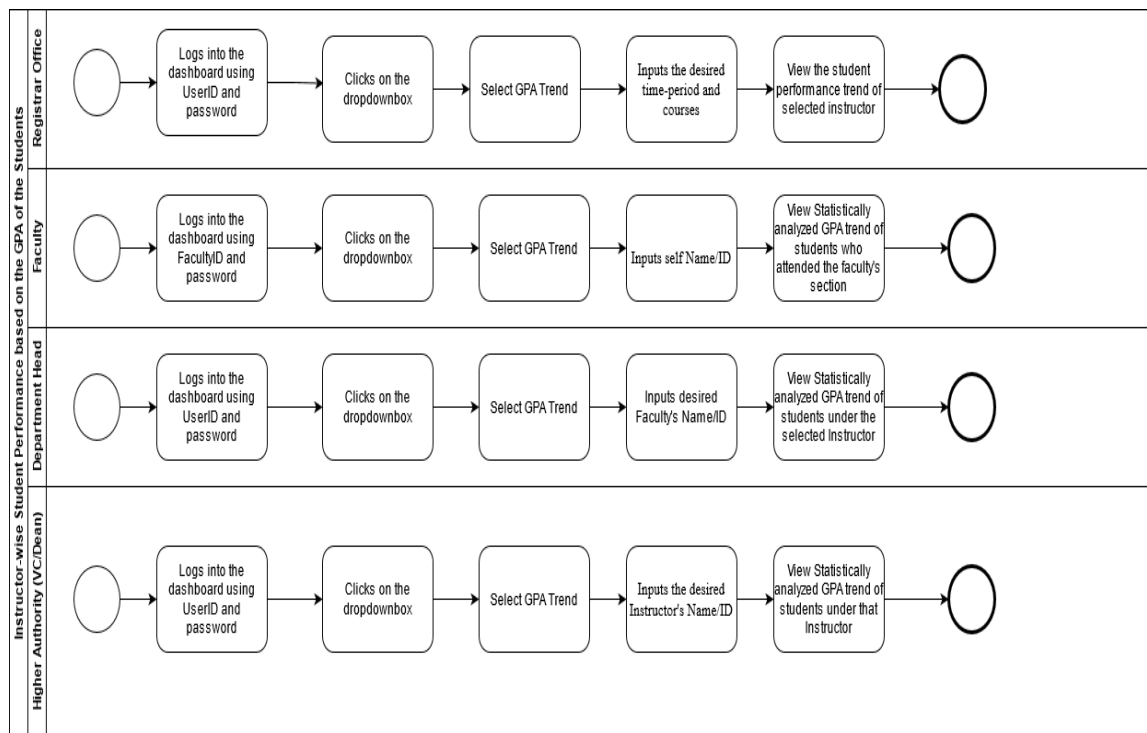 Instructor-wise Student Performance based on the GPA of the Students
Registrar Office
Logs into the
dashboard using
UserID and
password
Clicks on the
dropdownbox
Select GPA Trend
Inputs the desired
time-period and
courses
View the student
performance trend of
selected instructor
Faculty
Logs into the
dashboard using
FacultyID and
password
Clicks on the
dropdownbox
Select GPA Trend
Inputs self Name/ID
View Statistically
analyzed GPA trend of
students who
attended the faculty's
section
Department Head
Logs into the
dashboard using
UserID and
password
Clicks on the
dropdownbox
Select GPA Trend
Inputs desired
Faculty's Name/ID
View Statistically
analyzed GPA trend of
students under the
selected Instructor
Higher Authority (VC/Dean)
Logs into the
dashboard using
UserID and
password
Clicks on the
dropdownbox
Select GPA Trend
Inputs the desired
Instructor's Name/ID
View Statistically
analyzed GPA trend of
students under that
Instructor